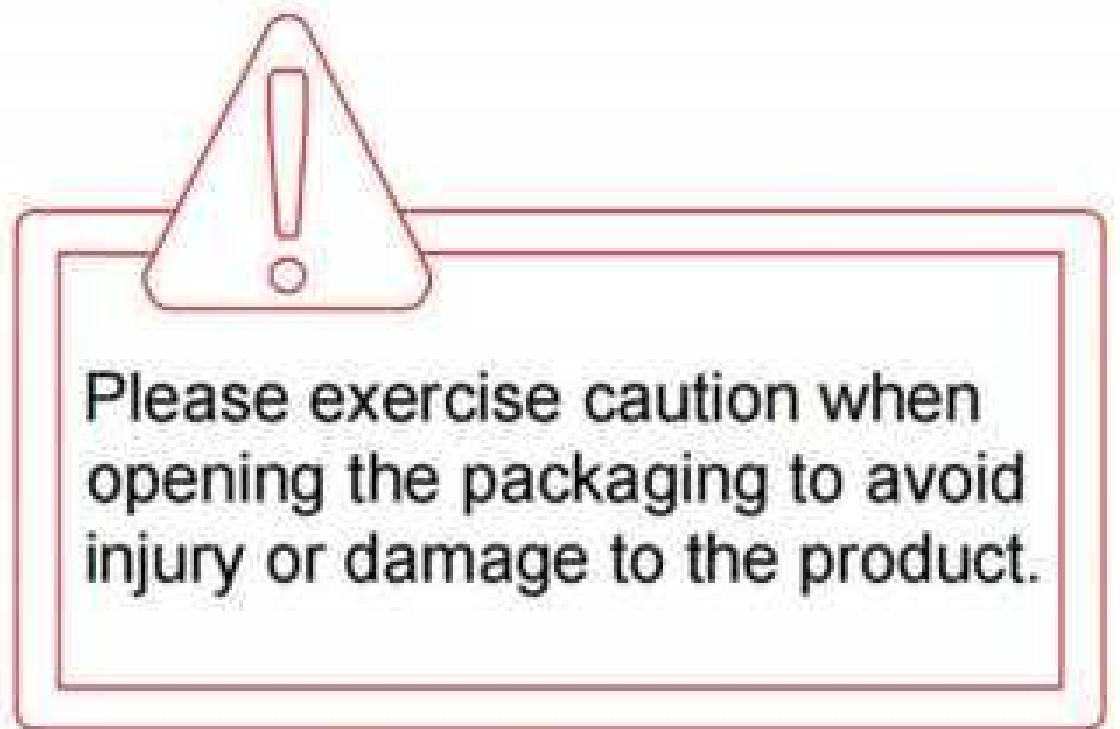 Please exercise caution when
opening the packaging to avoid
injury or damage to the product.